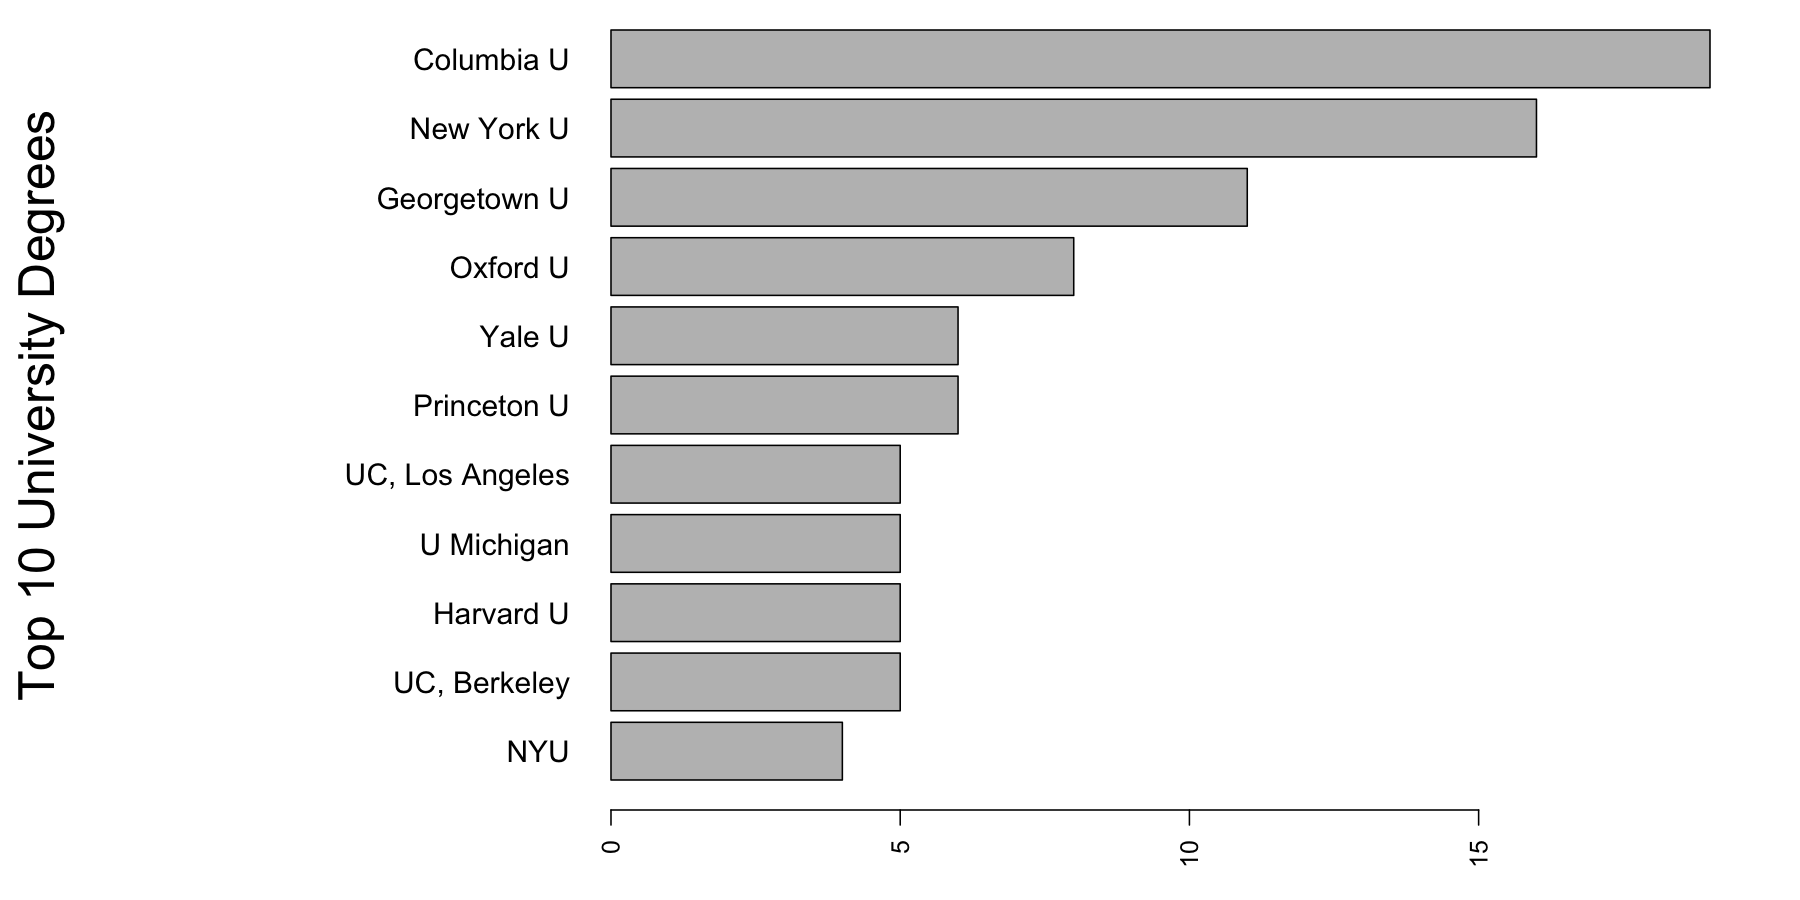 Top 10 University Degrees
Columbia U
New York U
Georgetown U
Oxford U
Yale U
Princeton U
UC, Los Angeles
U Michigan
Harvard U
UC, Berkeley
NYU
0 5 10 15